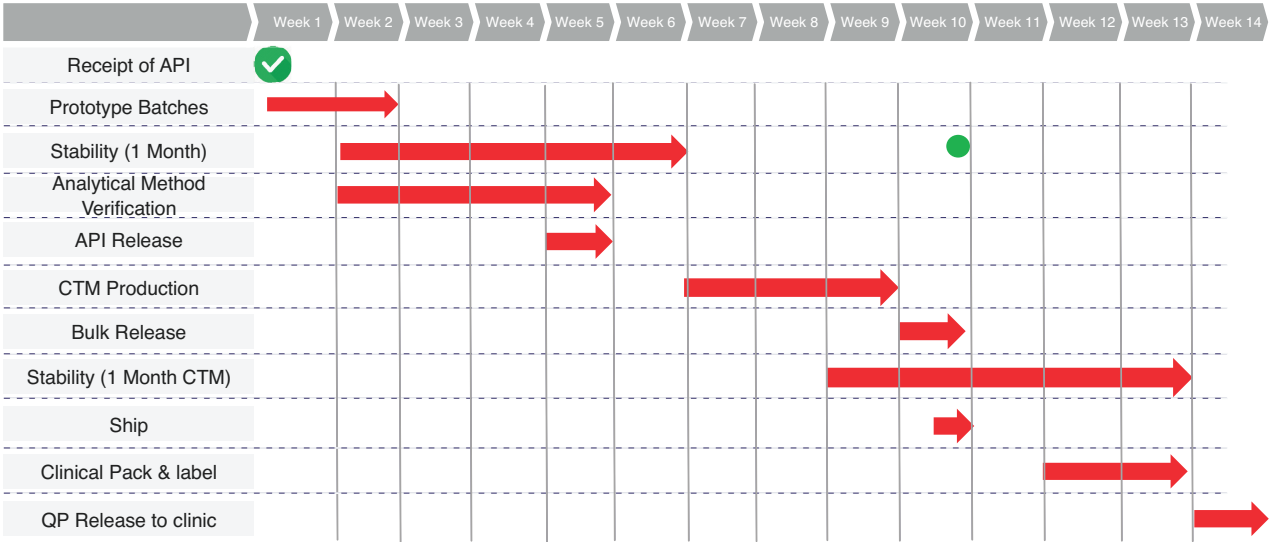 Week 1 Week 2 Week 3 Week 4 Week 5 Week 6 Week 7 Week 8 Week 9 Week 10 Week 11 Week 12 Week 13 Week 14
Receipt of API
Prototype Batches
Stability (1 Month)
Analytical Method
Verification
API Release
CTM Production
Bulk Release
Stability (1 Month CTM)
Ship
Clinical Pack & label
QP Release to clinic